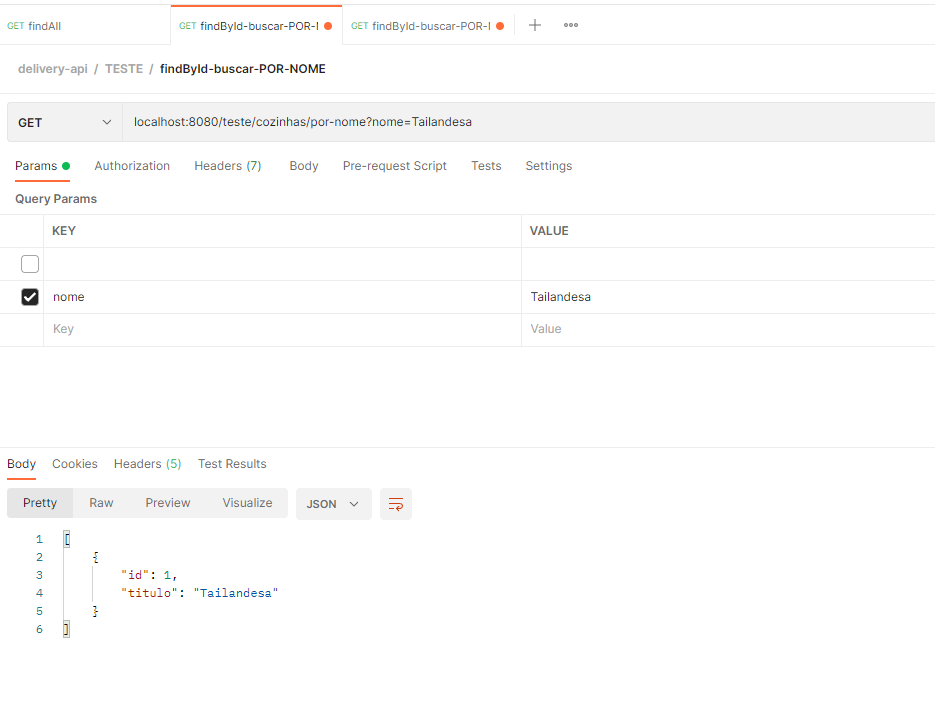 GET findAll GET findById-buscar-POR-I GET findById-buscar-POR-I + ooo
delivery-api / TESTE / findById-buscar-POR-NOME
GET localhost:8080/teste/cozinhas/por-nome?nome=Tailandesa
Params Authorization Headers (7) Body Pre-request Script Tests Settings
Query Params
KEY VALUE
nome Tailandesa
Key Value
Body Cookies Headers (5) Test Results
Pretty Raw Preview Visualize JSON
1 [
2 {
3 "id": 1,
4 "titulo": "Tailandesa"
5 }
6 ]